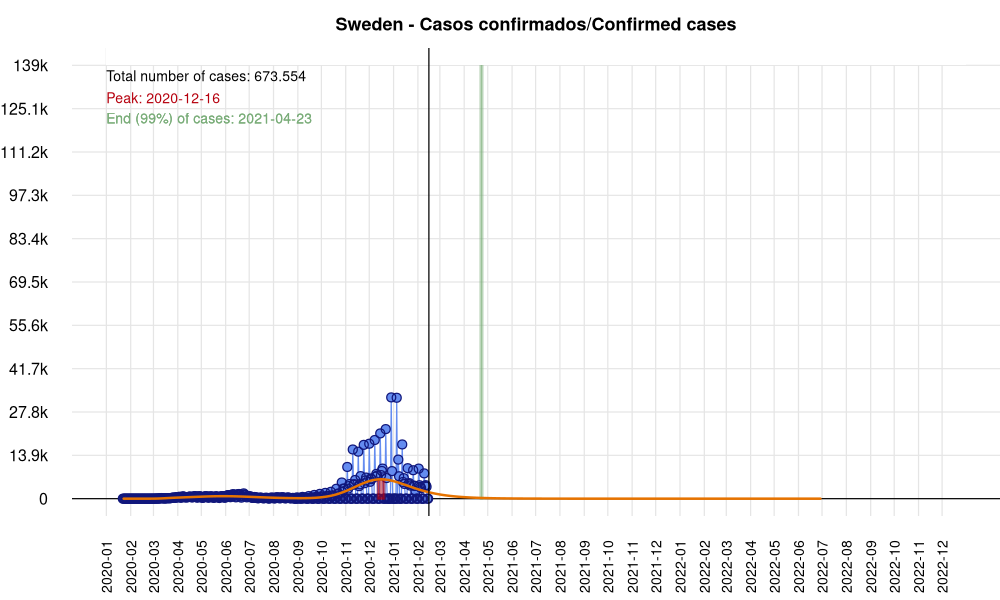 Sweden - Casos confirmados/Confirmed cases
139k
Total number of cases: 673.554
Peak: 2020-12-16
End (99%) of cases: 2021-04-23
125.1k
111.2k
97.3k
83.4k
69.5k
55.6k
41.7k
27.8k
13.9k
0
2020-01
2020-02
2020-03
2020-04
2020-05
2020-06
2020-07
2020-08
2020-09
2020-10
2020-11
2020-12
2021-01
2021-02
2021-03
2021-04
2021-05
2021-06
2021-07
2021-08
2021-09
2021-10
2021-11
2021-12
2022-01
2022-02
2022-03
2022-04
2022-05
2022-06
2022-07
2022-08
2022-09
2022-10
2022-11
2022-12